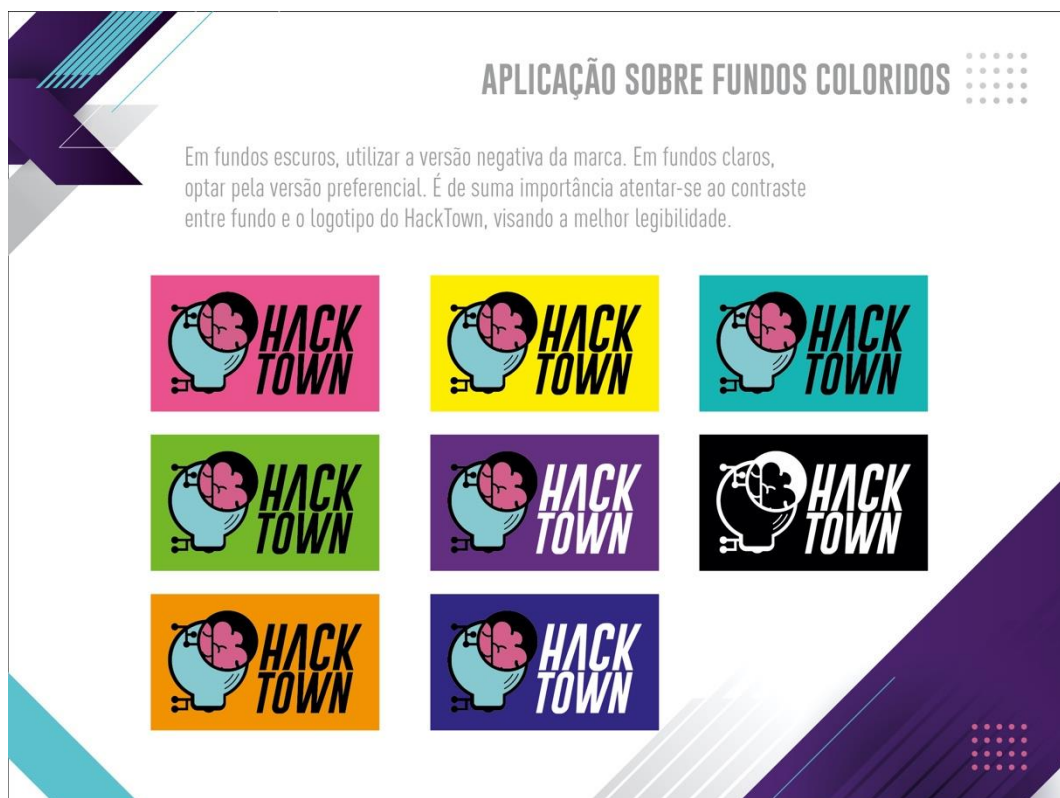 APLICAÇÃO SOBRE FUNDOS COLORIDOS
Em fundos escuros, utilizar a versão negativa da marca. Em fundos claros,
optar pela versão preferencial. É de suma importância atentar-se ao contraste
entre fundo e o logotipo do HackTown, visando a melhor legibilidade.
HACK
TOWN
HACK
TOWN
HACK
TOWN
HACK
TOWN
HACK
TOWN
HACK
TOWN
HACK
TOWN
HACK
TOWN